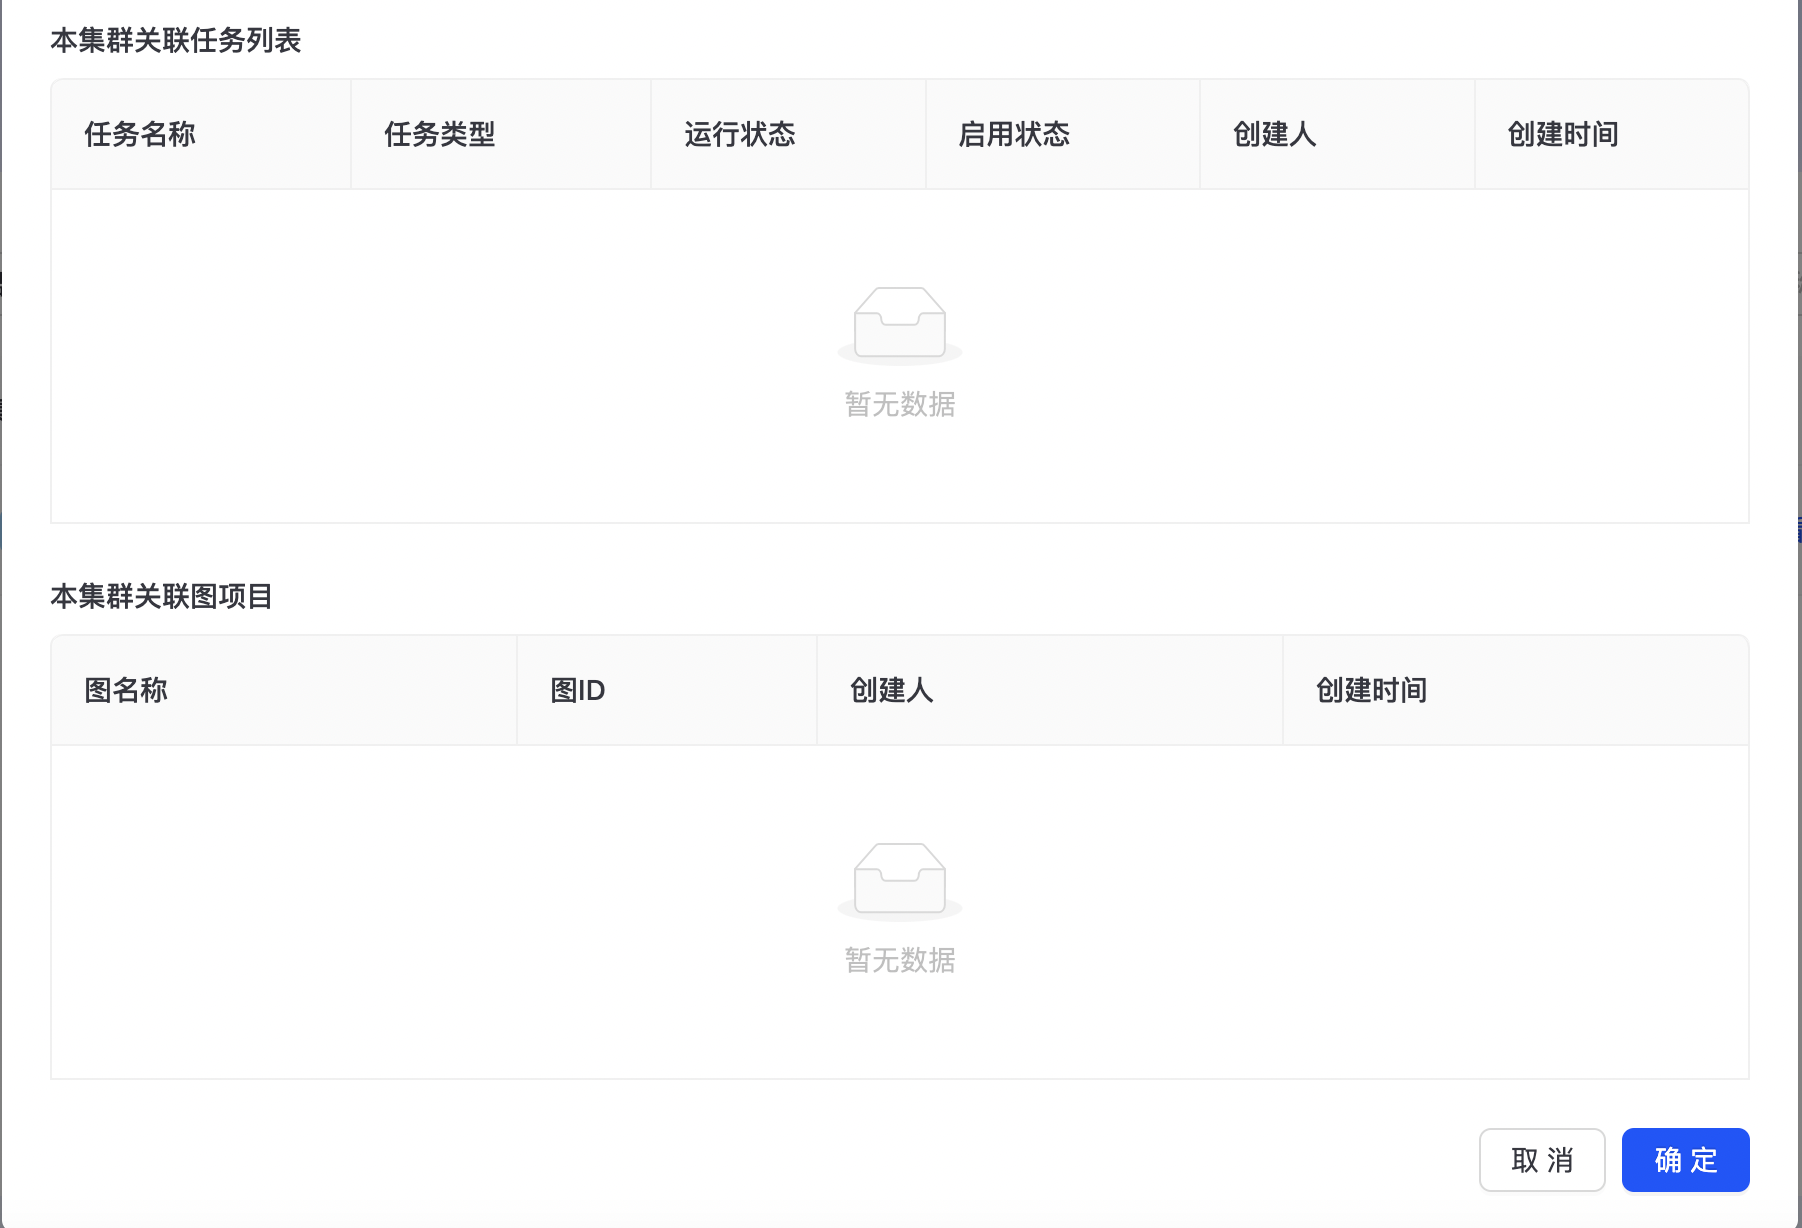 本集群关联任务列表
任务名称 任务类型 运行状态 启用状态 创建人 创建时间
暂无数据
本集群关联图项目
图名称 图ID 创建人 创建时间
暂无数据
取 消 确 定